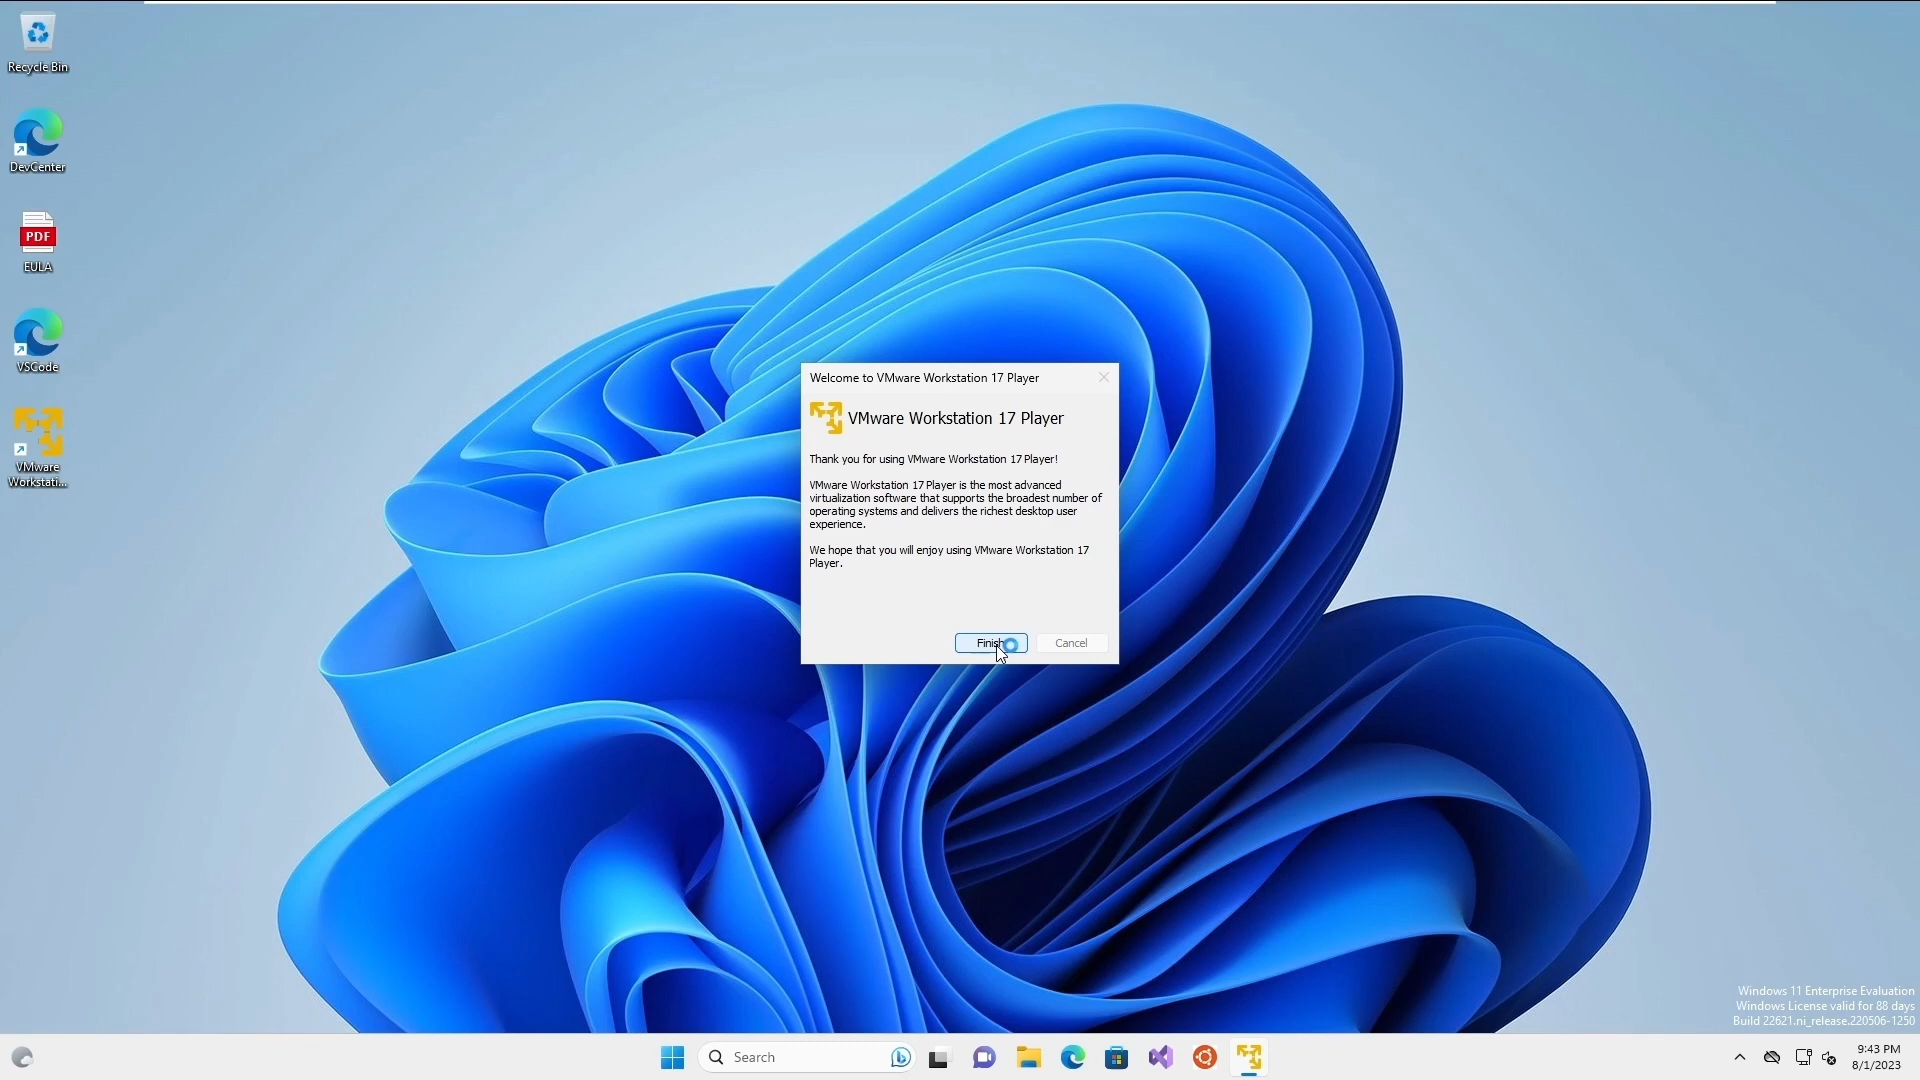 Recycle Bin
DevCenter
PDF
EULA
VSCode
VMware
Workstati...
Welcome to VMware Workstation 17 Player
VMware Workstation 17 Player
Thank you for using VMware Workstation 17 Player!
VMware Workstation 17 Player is the most advanced
virtualization software that supports the broadest number of
operating systems and delivers the richest desktop user
experience.
We hope that you will enjoy using VMware Workstation 17
Player.
Finish
Cancel
Windows 11 Enterprise Evaluation
Windows License valid for 88 days
Build 22621.ni_release.220506-1250
Search
9:43 PM
8/1/2023